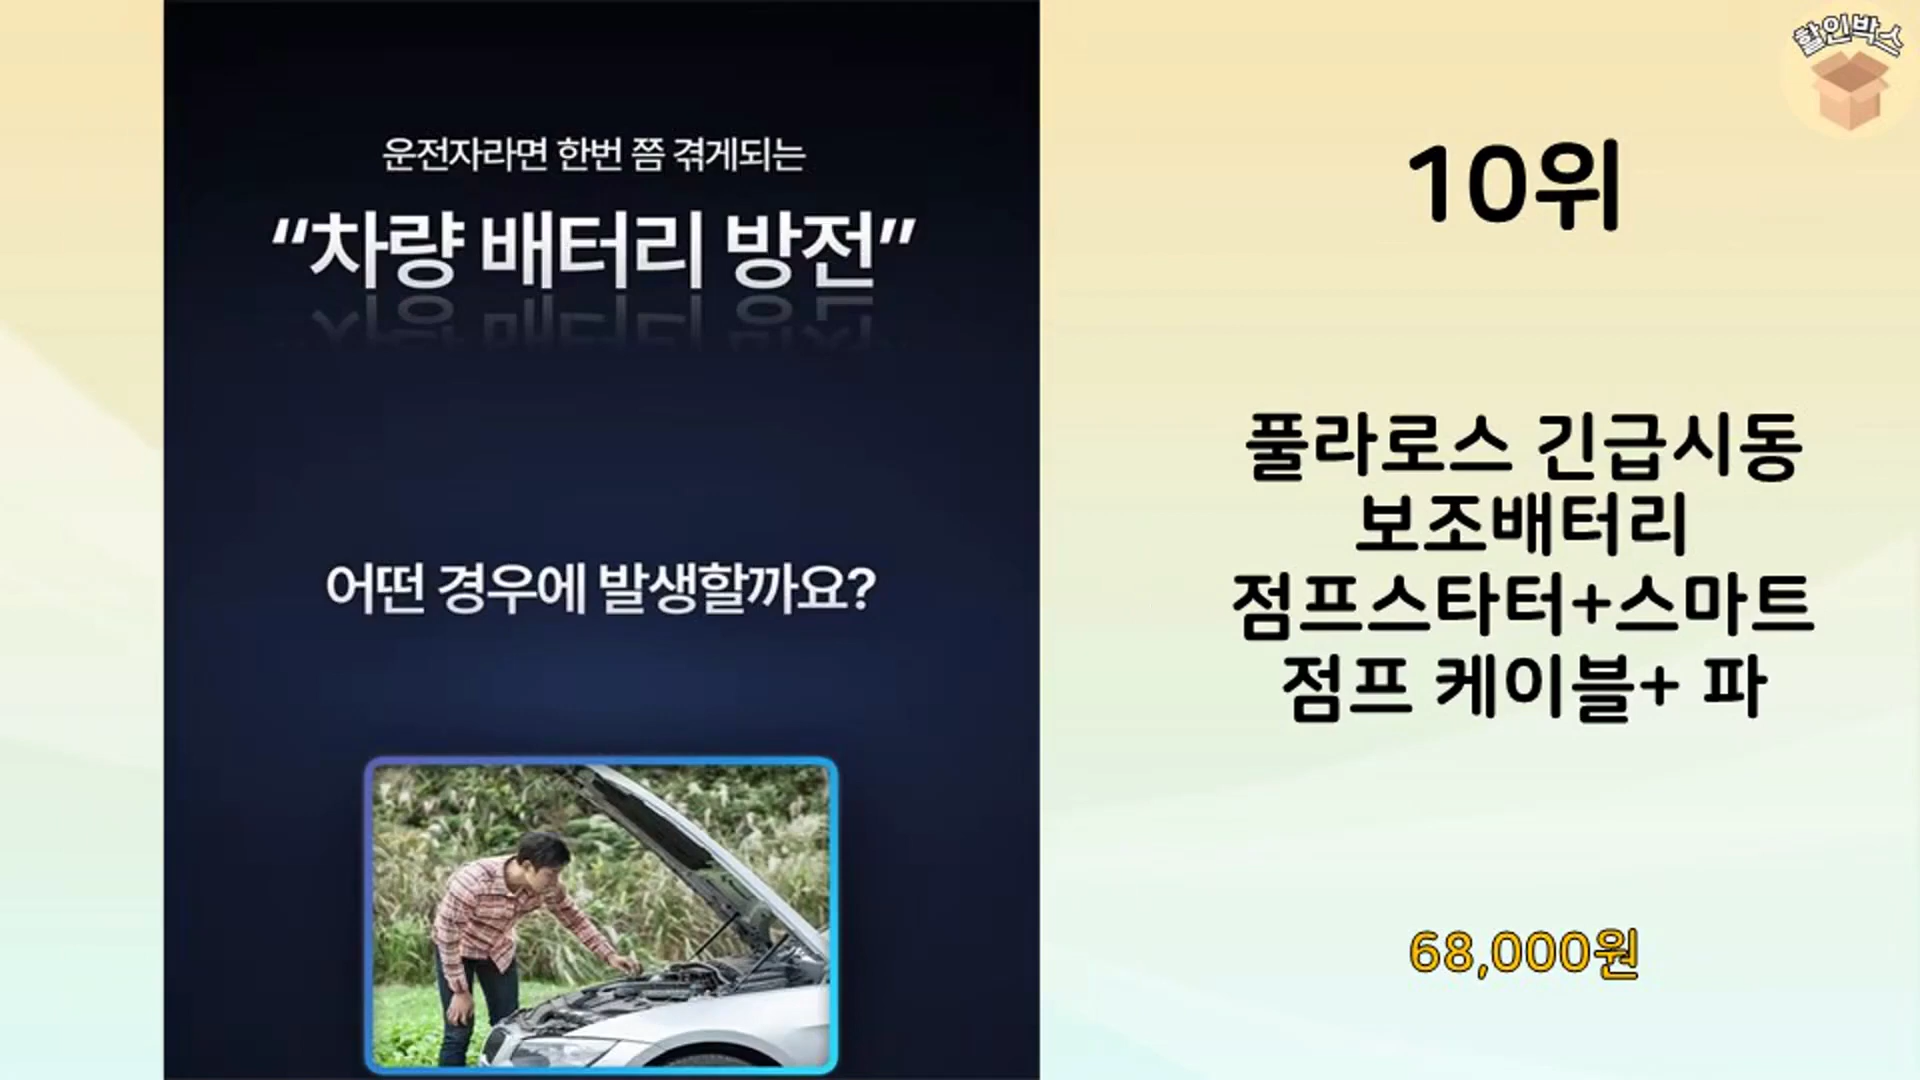 운전자라면 한번 쯤 겪게되는
“차량 배터리 방전”
어떤 경우에 발생할까요?
할인박스
10위
풀라로스 긴급시동
보조배터리
점프스타터+스마트
점프 케이블+ 파
68,000원